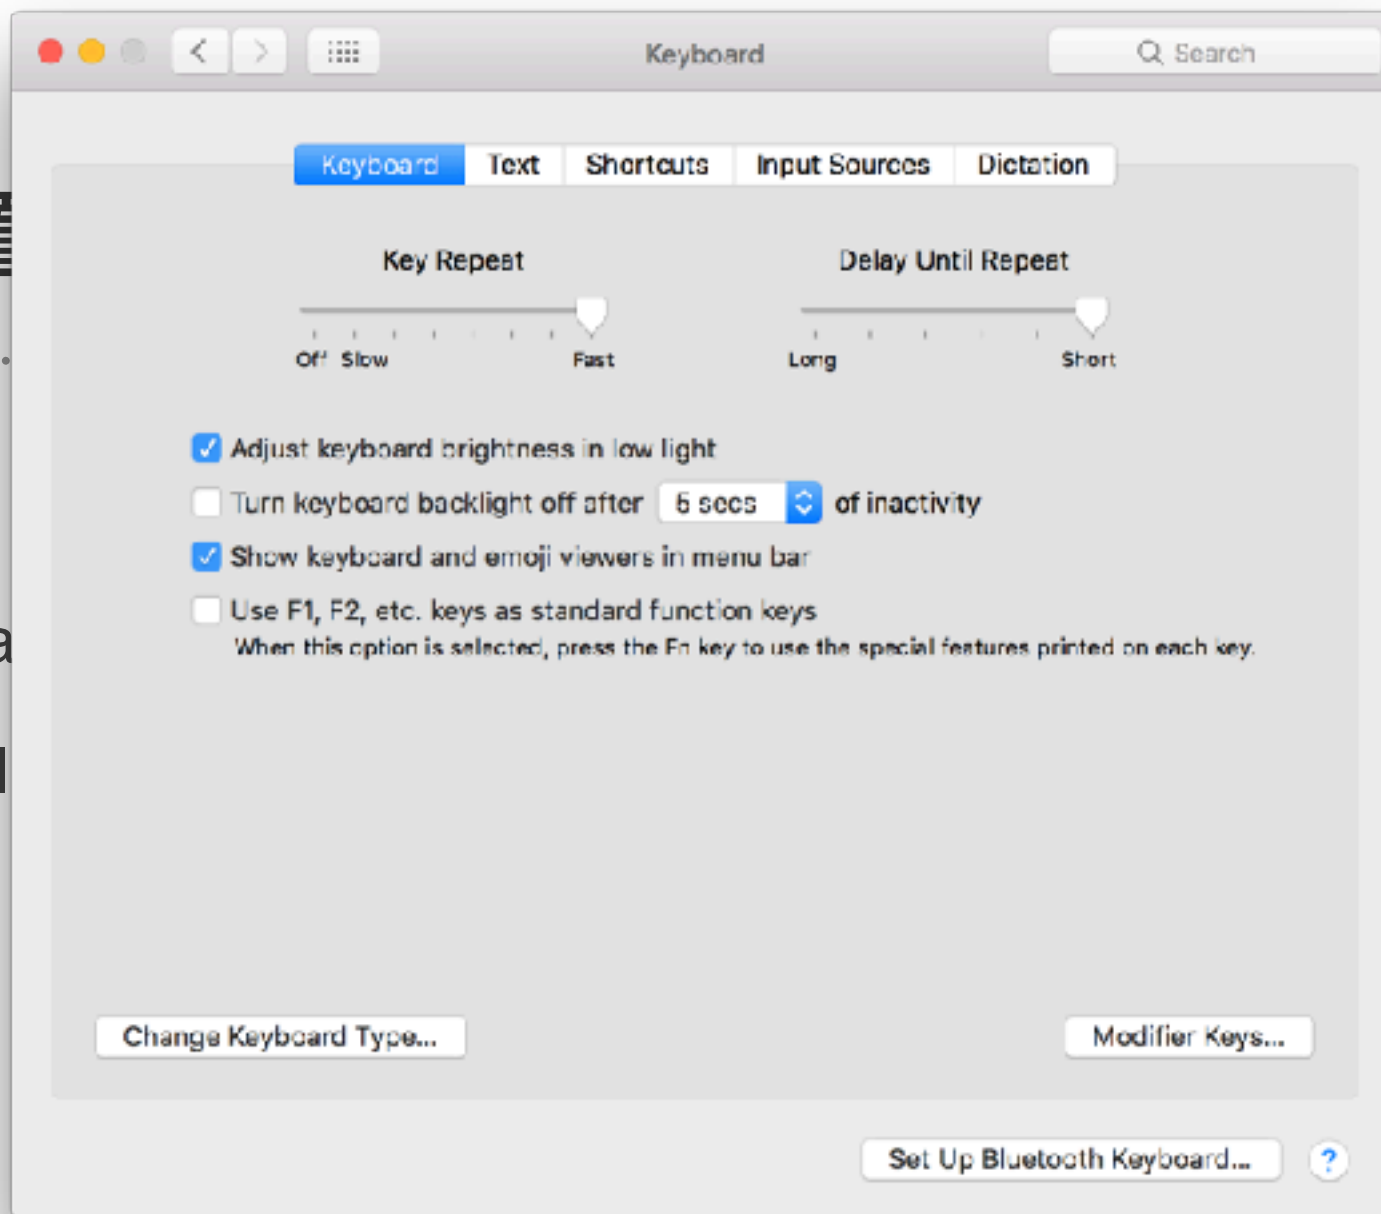 Keyboard
Search
Keyboard Text Shortcuts Input Sources Dictation
Key Repeat Delay Until Repeat
Off Slow Fast Long Short
Adjust keyboard brightness in low light
Turn keyboard backlight off after 5 secs of inactivity
Show keyboard and emoji viewers in menu bar
Use F1, F2, etc. keys as standard function keys
When this option is selected, press the Fn key to use the special features printed on each key.
Change Keyboard Type... Modifier Keys...
Set Up Bluetooth Keyboard... ?